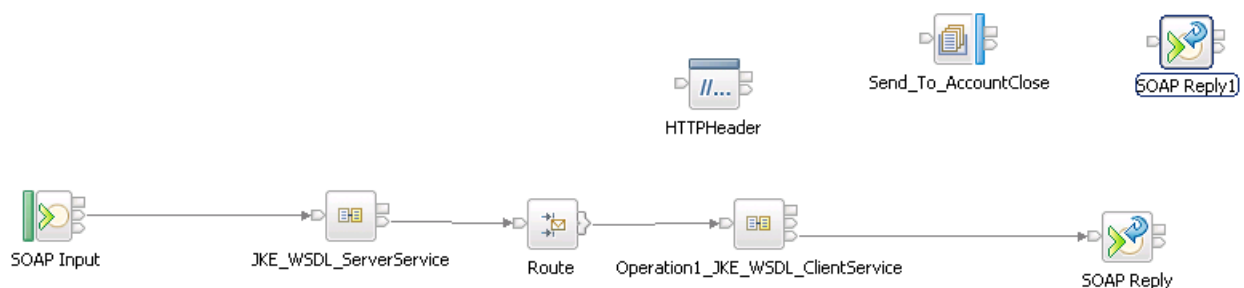 Send_To_AccountClose
SOAP Reply1
//...
HTTPHeader
SOAP Input
JKE_WSDL_ServerService
Route
Operation1_JKE_WSDL_ClientService
SOAP Reply